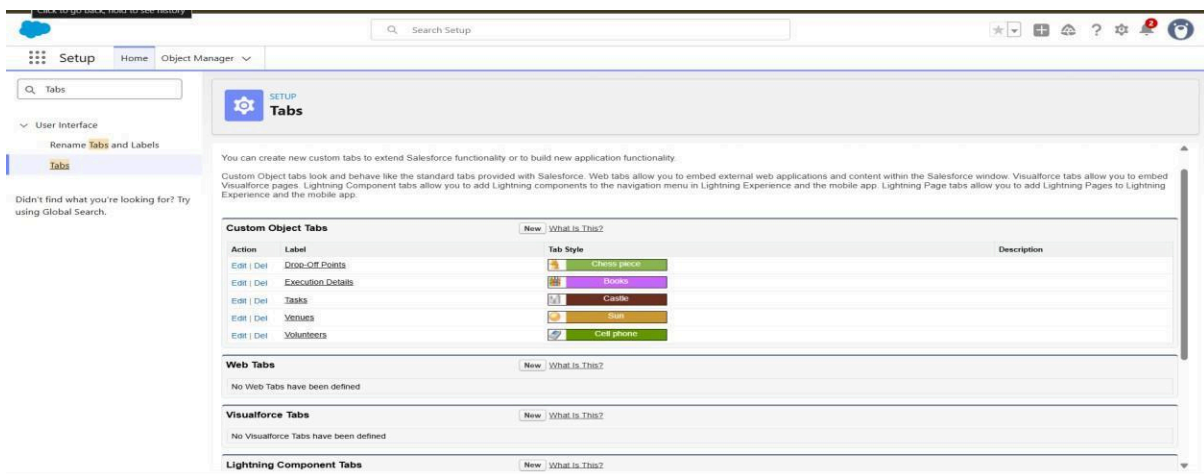 Click to go back, hold to see history
Search Setup
2
Setup Home Object Manager
Tabs
User Interface
Rename Tabs and Labels
Tabs
Didn't find what you're looking for? Try
using Global Search.
SETUP
Tabs
You can create new custom tabs to extend Salesforce functionality or to build new application functionality.
Custom Object tabs look and behave like the standard tabs provided with Salesforce. Web tabs allow you to embed external web applications and content within the Salesforce window. Visualforce tabs allow you to embed
Visualforce pages. Lightning Component tabs allow you to add Lightning components to the navigation menu in Lightning Experience and the mobile app. Lightning Page tabs allow you to add Lightning Pages to Lightning
Experience and the mobile app.
Custom Object Tabs New What Is This?
Action Label Tab Style Description
Edit | Del Drop-Off Points Chess piece
Edit | Del Execution Details Books
Edit | Del Tasks Castle
Edit | Del Venues Sun
Edit | Del Volunteers Cell phone
Web Tabs New What Is This?
No Web Tabs have been defined
Visualforce Tabs New What Is This?
No Visualforce Tabs have been defined
Lightning Component Tabs New What Is This?